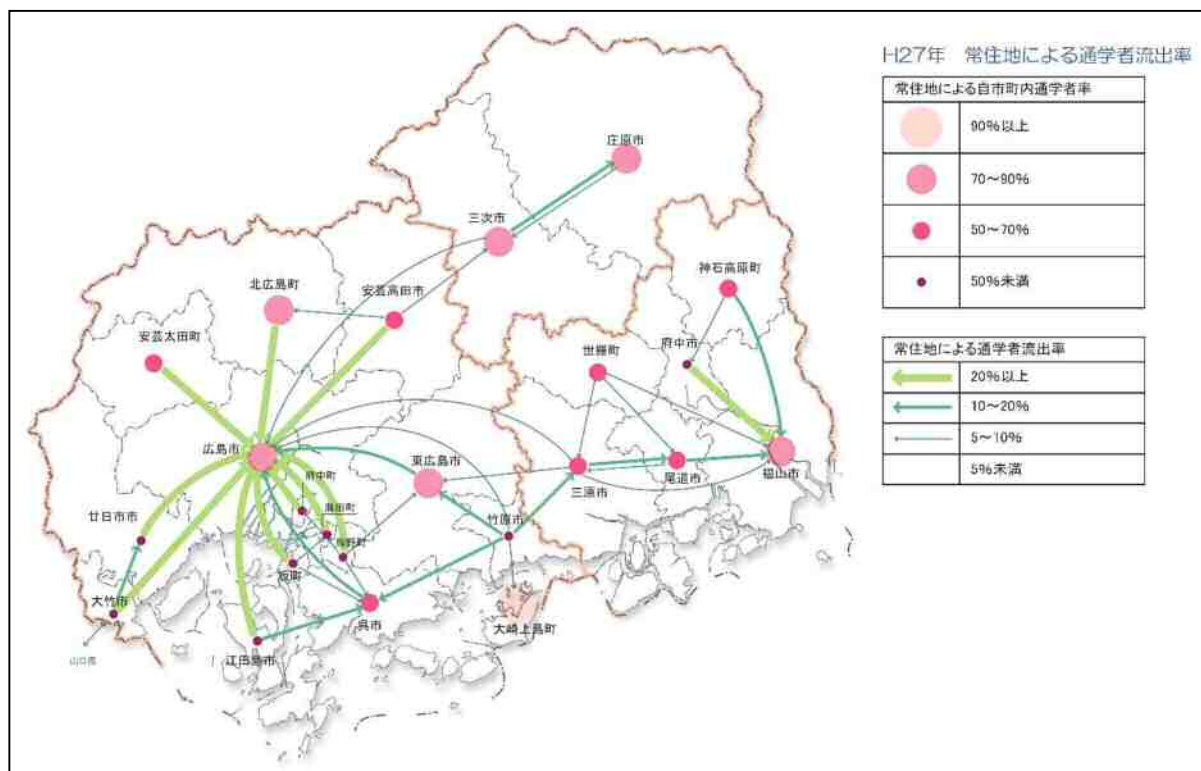 H27年　常住地による通学者流出率
常住地による自市町内通学者率
90％以上
70～90％
50～70％
50％未満
常住地による通学者流出率
20％以上
10～20％
5～10％
5％未満
庄原市
三次市
神石高原町
北広島町
安芸高田市
安芸太田町
世羅町
府中市
広島市
東広島市
福山市
尾道市
三原市
府中町
海田町
熊野町
竹原市
廿日市市
坂町
大竹市
呉市
大崎上島町
江田島市
山口県